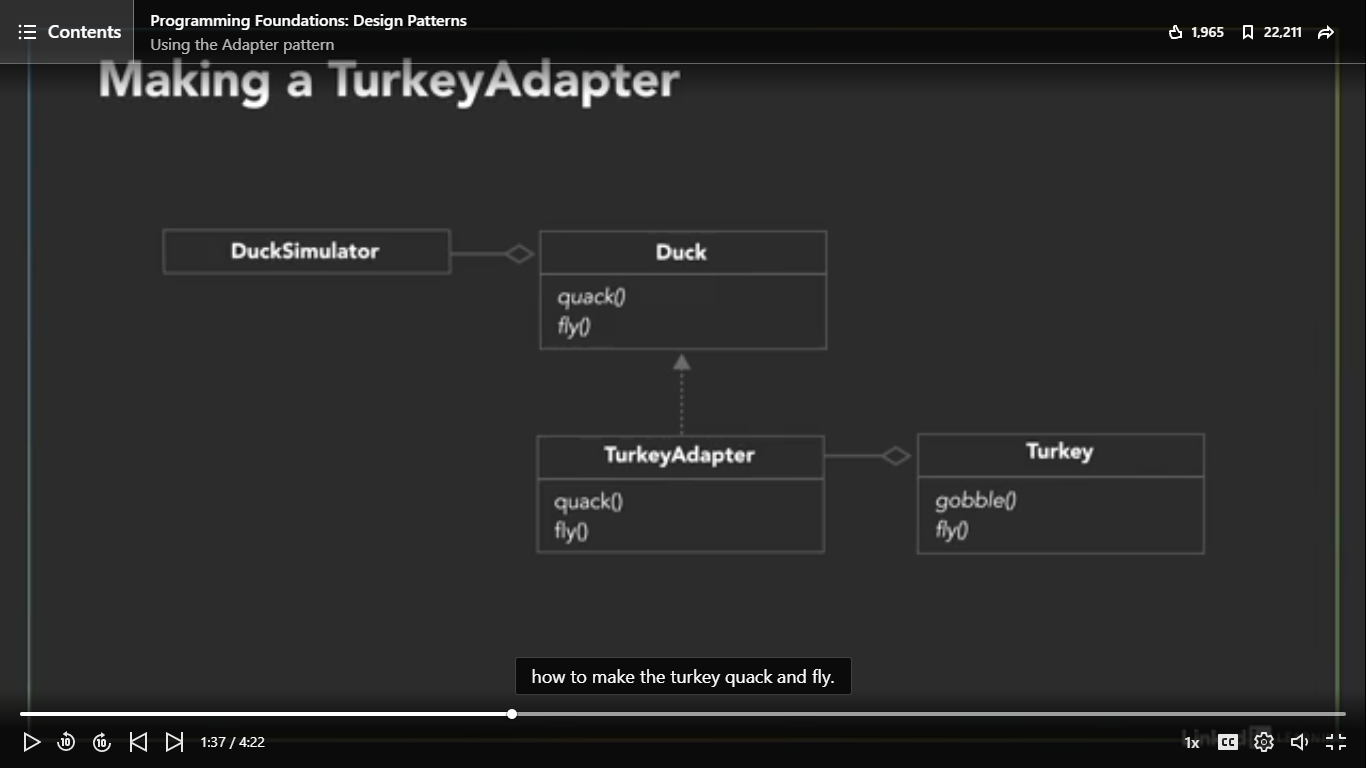 Contents
Programming Foundations: Design Patterns
Using the Adapter pattern
1,965
22,211
Making a TurkeyAdapter
DuckSimulator
Duck
quack()
fly()
TurkeyAdapter
quack()
fly()
Turkey
gobble()
fly()
how to make the turkey quack and fly.
10
10
1:37 / 4:22
1x
CC